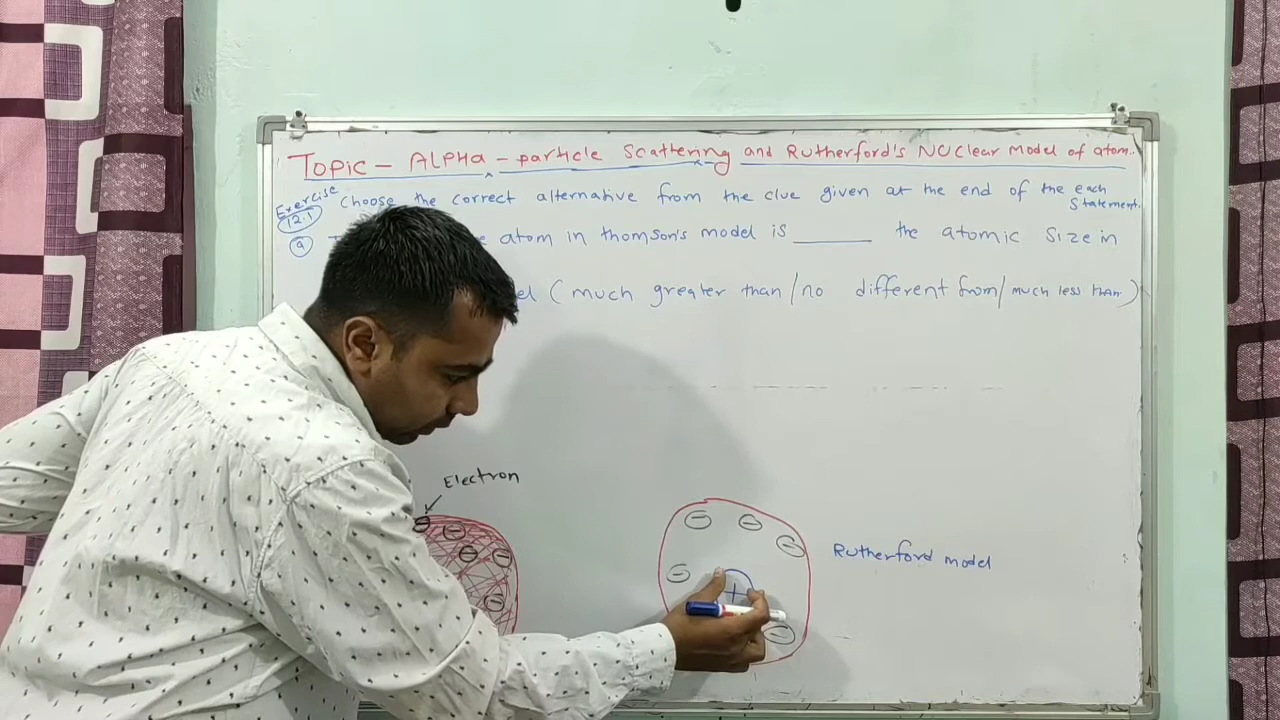 Topic - ALPHA - particle Scattering and Rutherford's NUClear Model of atom.
Exercise 12.1 Choose the correct alternative from the clue given at the end of the each Statement.
(a) atom in thomson's model is ______ the atomic Size in
(much greater than / no different from / much less than)
Electron
Rutherford model